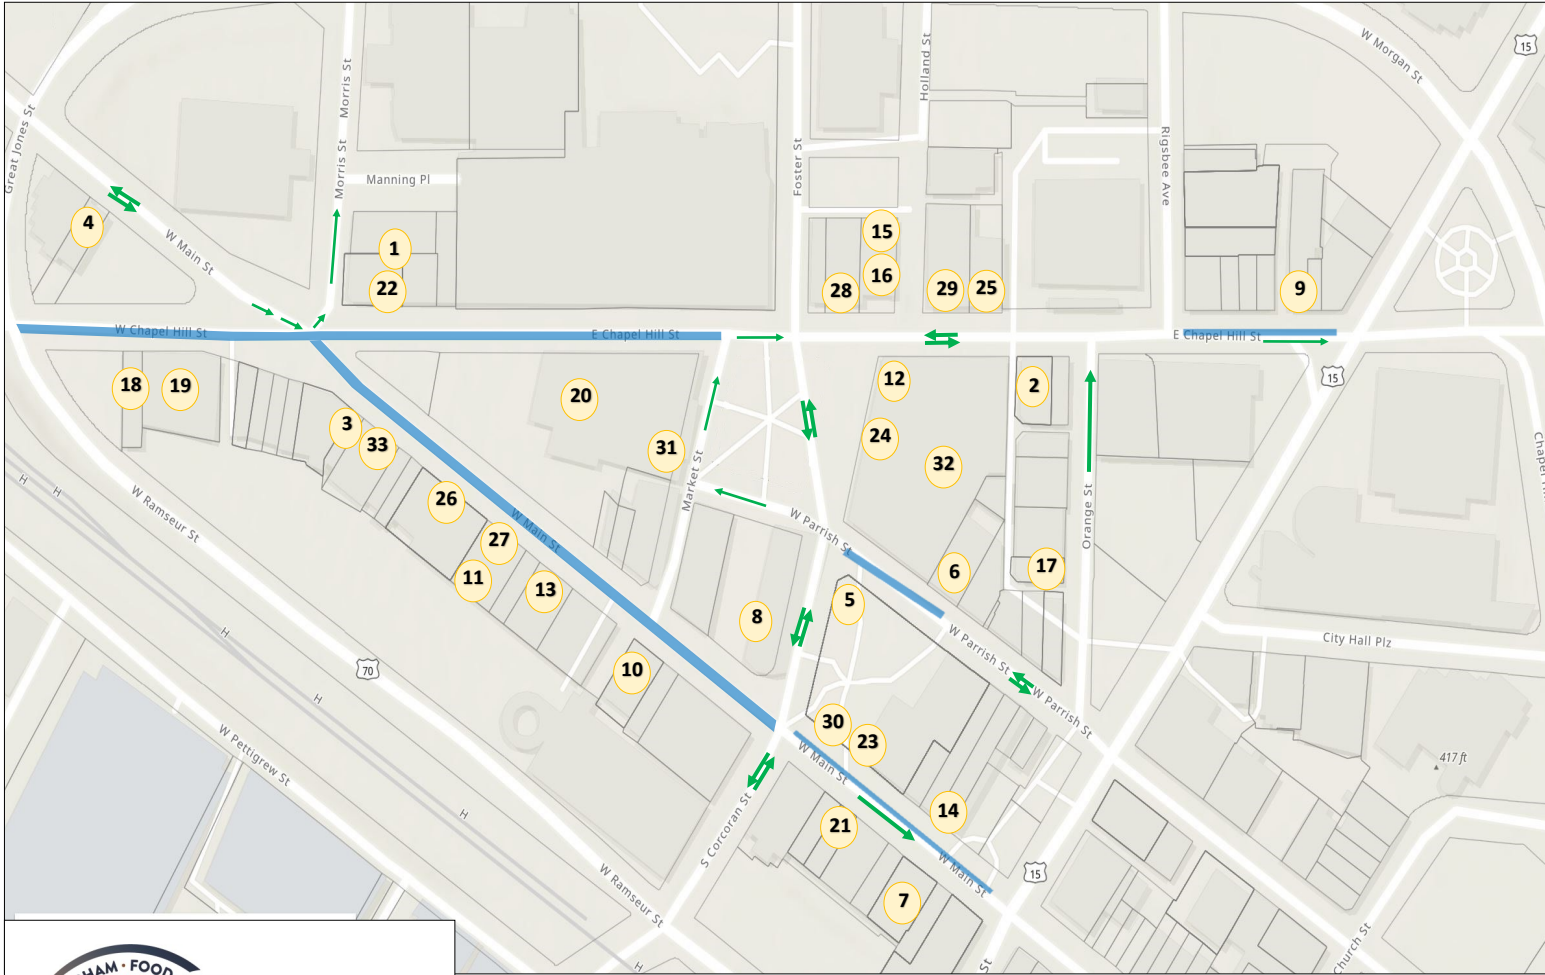 W Morgan St
15
Great Jones St
Morris St
Morris St
Manning Pl
Foster St
Holland St
Rigsbee Ave
4
W Main St
1
22
15
16
28
29
25
9
W Chapel Hill St
E Chapel Hill St
E Chapel Hill St
15
18
19
20
12
2
3
33
24
31
32
26
Market St
W Main St
W Parrish St
Orange St
H
H
W Ramseur St
27
11
13
6
17
5
8
W Parrish St
City Hall Plz
H
70
10
W Parrish St
H
30
23
W Main St
W Pettigrew St
417 ft
S Corcoran St
H
21
14
W Main St
15
7
W Ramseur St
Church St
St
H
HAM · FOO